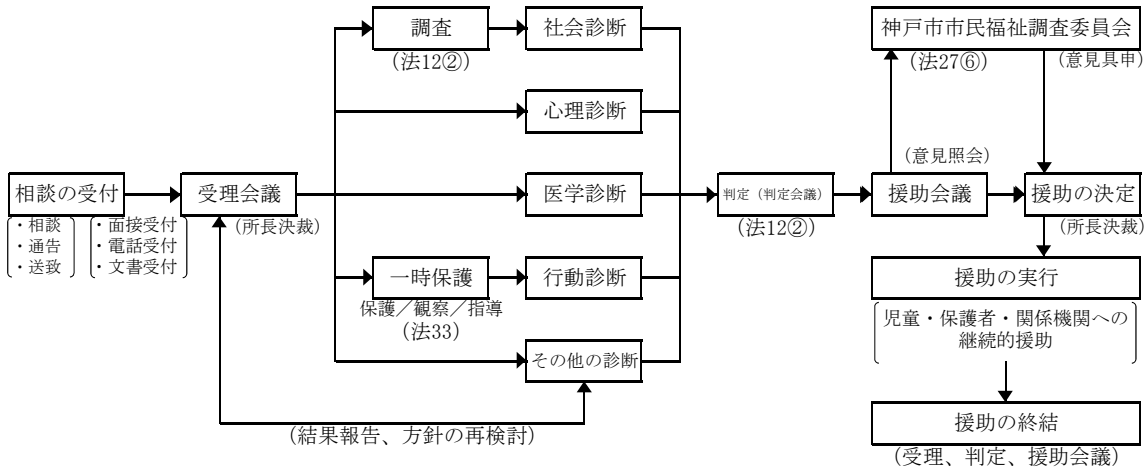 調査
(法12②)
社会診断
神戸市市民福祉調査委員会
(法27⑥)
(意見具申)
心理診断
相談の受付
・相談
・通告
・送致
・面接受付
・電話受付
・文書受付
受理会議
(所長決裁)
医学診断
判定（判定会議）
(法12②)
(意見照会)
援助会議
援助の決定
(所長決裁)
一時保護
保護／観察／指導
(法33)
行動診断
援助の実行
児童・保護者・関係機関への
継続的援助
その他の診断
(結果報告、方針の再検討)
援助の終結
(受理、判定、援助会議)